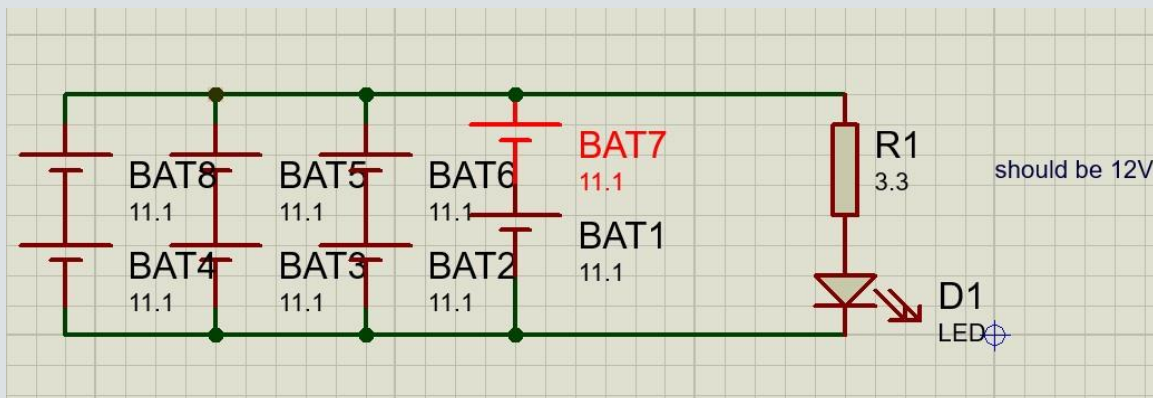 BAT8
11.1
BAT5
11.1
BAT6
11.1
BAT7
11.1
R1
3.3
should be 12V
BAT4
11.1
BAT3
11.1
BAT2
11.1
BAT1
11.1
D1
LED